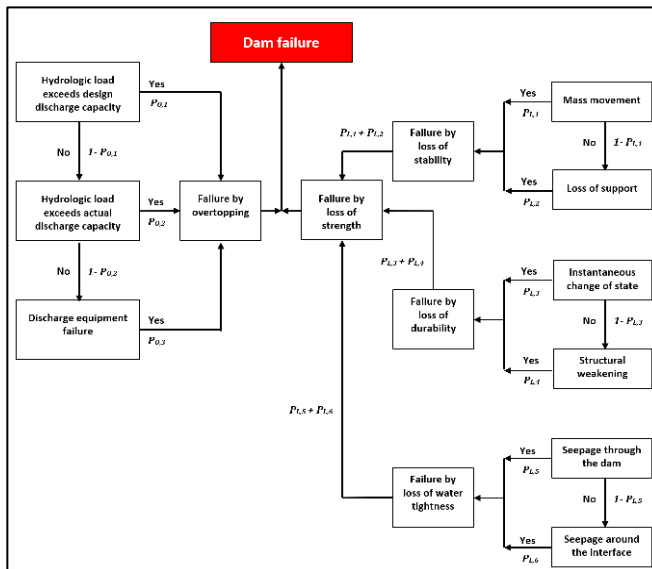 Dam failure
Hydrologic load
exceeds design
discharge capacity
Yes
P0,1
No 1- P0,1
Hydrologic load
exceeds actual
discharge capacity
Yes
P0,2
No 1- P0,2
Discharge equipment
failure
Yes
P0,3
Failure by
overtopping
Failure by
loss of
strength
PL,1 + PL,2
Failure by
loss of
stability
Yes
PL,1
Mass movement
No 1- PL,1
Yes
PL,2
Loss of support
PL,3 + PL,4
Failure by
loss of
durability
Yes
PL,3
Instantaneous
change of state
No 1- PL,3
Yes
PL,4
Structural
weakening
PL,5 + PL,6
Failure by
loss of water
tightness
Yes
PL,5
Seepage through
the dam
No 1- PL,5
Yes
PL,6
Seepage around
the Interface